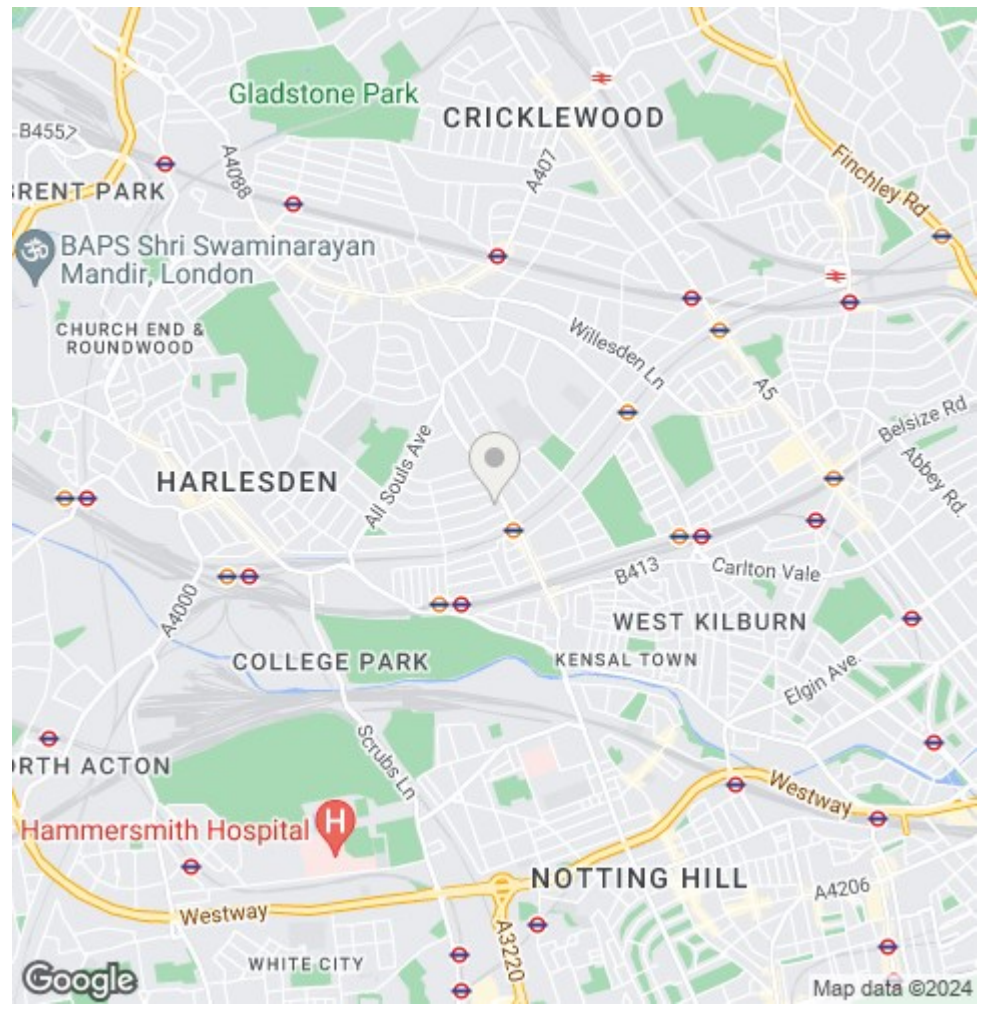 Gladstone Park
CRICKLEWOOD
B4557
A4088
A407
Finchley Rd
BRENT PARK
BAPS Shri Swaminarayan
Mandir, London
CHURCH END &
ROUNDWOOD
Willesden Ln
A5
Belsize Rd
Abbey Rd.
All Souls Ave
HARLESDEN
B413
Carlton Vale
A4000
WEST KILBURN
COLLEGE PARK
KENSAL TOWN
Elgin Ave.
Scrubs Ln
RTH ACTON
Westway
Hammersmith Hospital
H
NOTTING HILL
A4206
Westway
A3220
WHITE CITY
Google
Map data ©2024